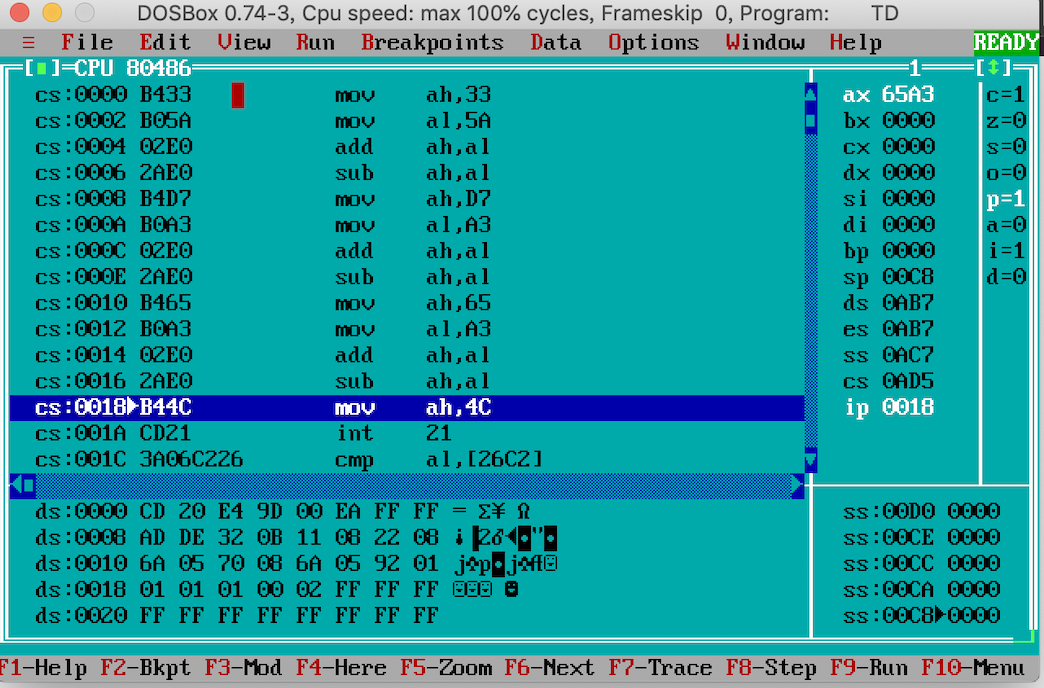 DOSBox 0.74-3, Cpu speed: max 100% cycles, Frameskip 0, Program: TD
≡ File Edit View Run Breakpoints Data Options Window Help READY
[■]=CPU 80486 1 [↕]
cs:0000 B433 mov ah,33 ax 65A3 c=1
cs:0002 B05A mov al,5A bx 0000 z=0
cs:0004 02E0 add ah,al cx 0000 s=0
cs:0006 2AE0 sub ah,al dx 0000 o=0
cs:0008 B4D7 mov ah,D7 si 0000 p=1
cs:000A B0A3 mov al,A3 di 0000 a=0
cs:000C 02E0 add ah,al bp 0000 i=1
cs:000E 2AE0 sub ah,al sp 00C8 d=0
cs:0010 B465 mov ah,65 ds 0AB7
cs:0012 B0A3 mov al,A3 es 0AB7
cs:0014 02E0 add ah,al ss 0AC7
cs:0016 2AE0 sub ah,al cs 0AD5
cs:0018►B44C mov ah,4C ip 0018
cs:001A CD21 int 21
cs:001C 3A06C226 cmp al,[26C2]
ds:0000 CD 20 E4 9D 00 EA FF FF = Σ¥ Ω ss:00D0 0000
ds:0008 AD DE 32 0B 11 08 22 08 ¡▐2♂◄◘"◘ ss:00CE 0000
ds:0010 6A 05 70 08 6A 05 92 01 j♣p◘j♣Æ☺ ss:00CC 0000
ds:0018 01 01 01 00 02 FF FF FF ☺☺☺ ☻ ss:00CA 0000
ds:0020 FF FF FF FF FF FF FF FF ss:00C8►0000
F1-Help F2-Bkpt F3-Mod F4-Here F5-Zoom F6-Next F7-Trace F8-Step F9-Run F10-Menu